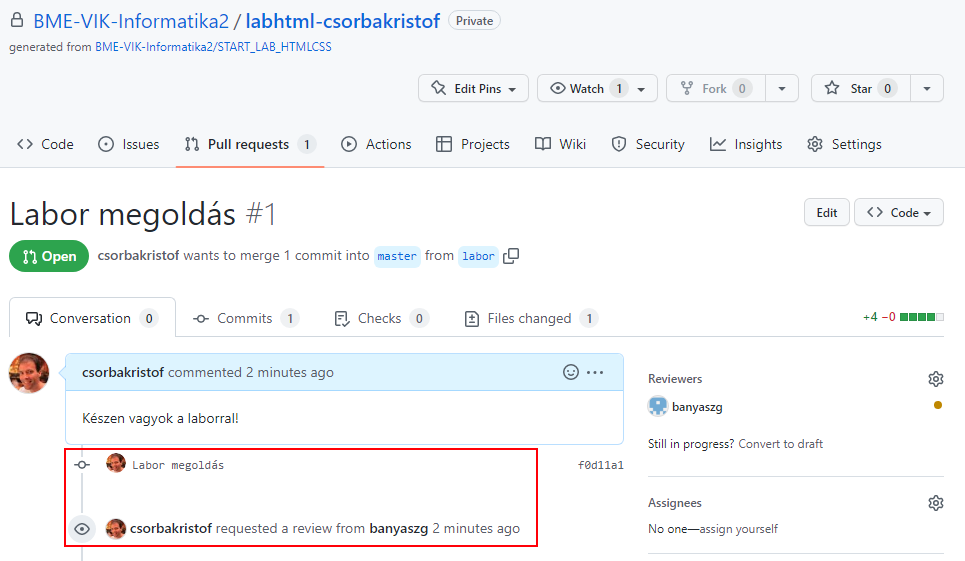 BME-VIK-Informatika2 / labhtml-csorbakristof Private
generated from BME-VIK-Informatika2/START_LAB_HTMLCSS
Edit Pins Watch 1 Fork 0 Star 0
Code Issues Pull requests 1 Actions Projects Wiki Security Insights Settings
Labor megoldás #1
Edit Code
Open csorbakristof wants to merge 1 commit into master from labor
Conversation 0 Commits 1 Checks 0 Files changed 1 +4 −0
csorbakristof commented 2 minutes ago
Készen vagyok a laborral!
Labor megoldás f0d11a1
csorbakristof requested a review from banyaszg 2 minutes ago
Reviewers
banyaszg
Still in progress? Convert to draft
Assignees
No one—assign yourself